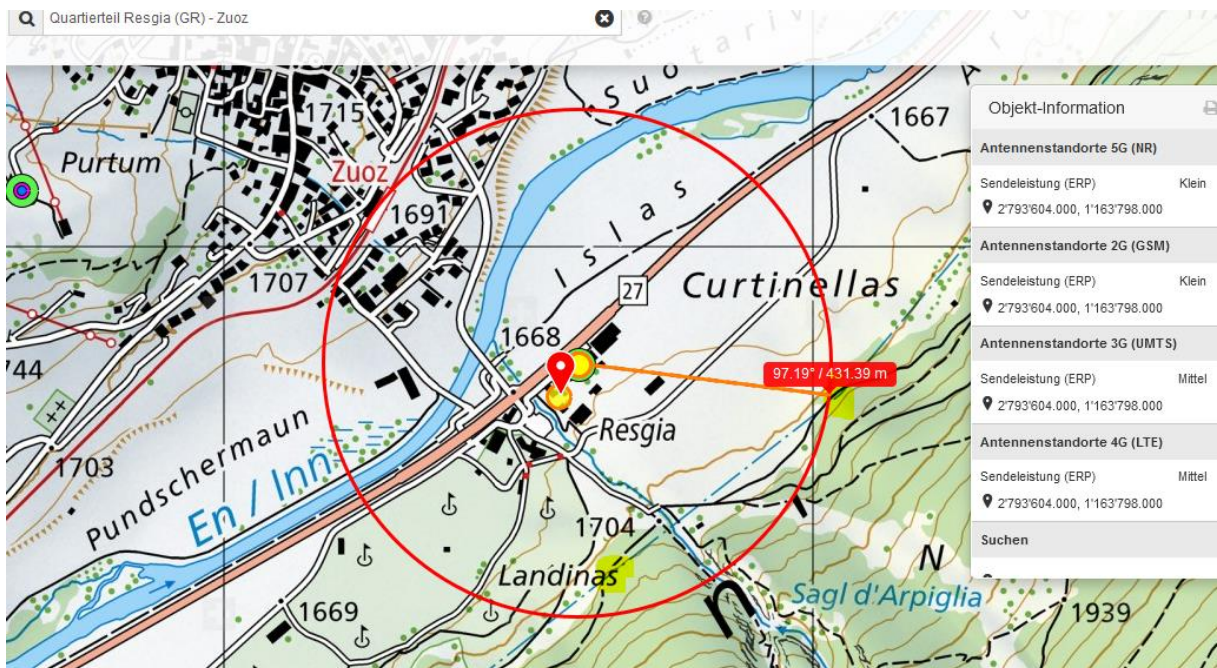 Quartierteil Resgia (GR) - Zuoz
Suotariv
1715
1667
Purtum
Zuoz
1691
Islas
1707
27
Curtinellas
1668
97.19° / 431.39 m
744
Pundschermaun
Resgia
1703
En / Inn
1704
Landinas
N
Sagl d'Arpiglia
1669
n
1939
Objekt-Information
Antennenstandorte 5G (NR)
Sendeleistung (ERP) Klein
2'793'604.000, 1'163'798.000
Antennenstandorte 2G (GSM)
Sendeleistung (ERP) Klein
2'793'604.000, 1'163'798.000
Antennenstandorte 3G (UMTS)
Sendeleistung (ERP) Mittel
2'793'604.000, 1'163'798.000
Antennenstandorte 4G (LTE)
Sendeleistung (ERP) Mittel
2'793'604.000, 1'163'798.000
Suchen